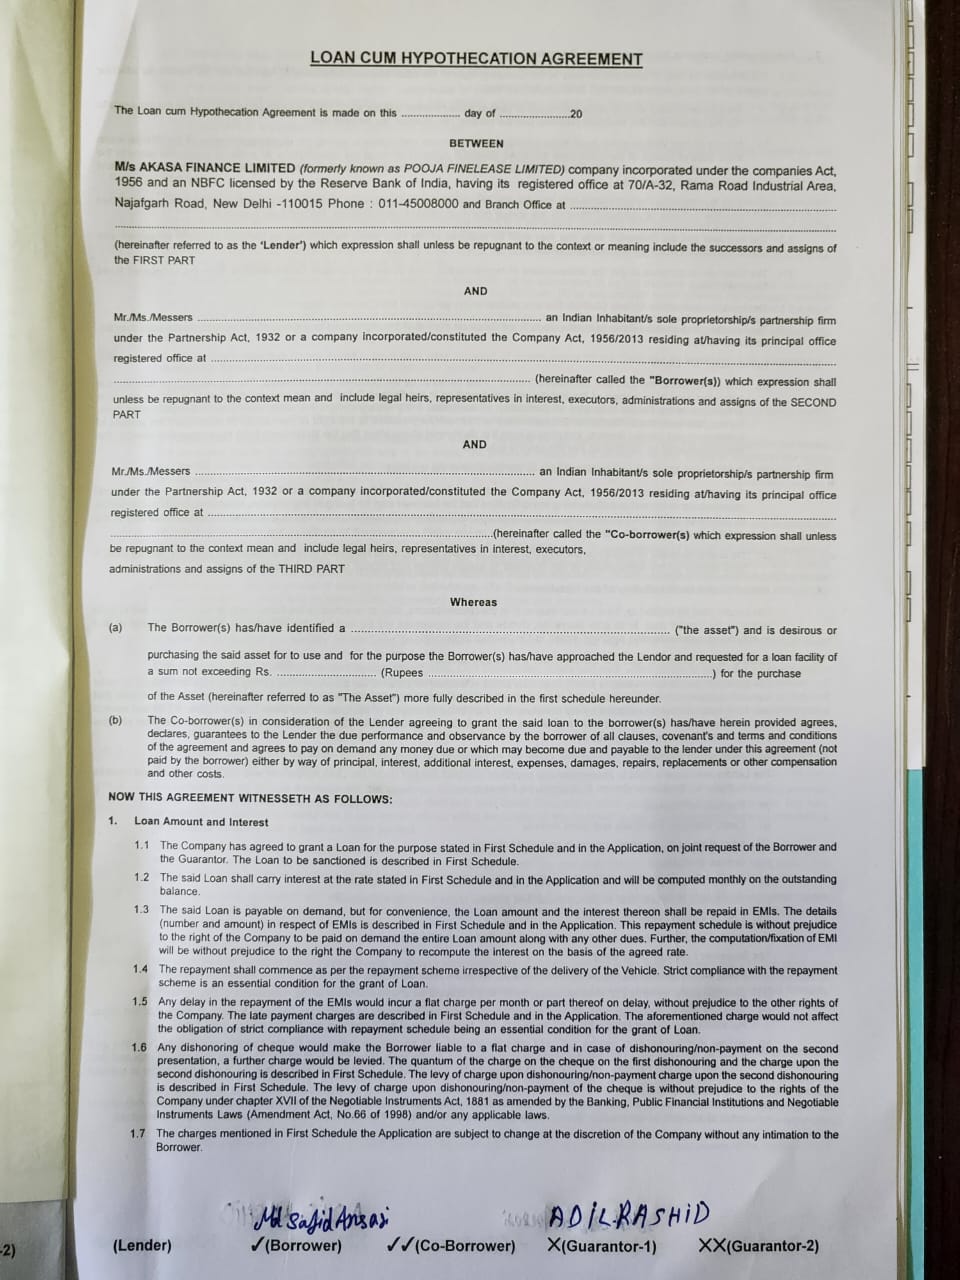 LOAN CUM HYPOTHECATION AGREEMENT
The Loan cum Hypothecation Agreement is made on this ................... day of .......................20
BETWEEN
M/s AKASA FINANCE LIMITED (formerly known as POOJA FINELEASE LIMITED) company incorporated under the companies Act,
1956 and an NBFC licensed by the Reserve Bank of India, having its registered office at 70/A-32, Rama Road Industrial Area,
Najafgarh Road, New Delhi -110015 Phone : 011-45008000 and Branch Office at ....................................................
....................................................................................................
(hereinafter referred to as the 'Lender') which expression shall unless be repugnant to the context or meaning include the successors and assigns of
the FIRST PART
AND
Mr./Ms./Messers .................................................................... an Indian Inhabitant/s sole proprietorship/s partnership firm
under the Partnership Act, 1932 or a company incorporated/constituted the Company Act, 1956/2013 residing at/having its principal office
registered office at ....................................................................................................
.................................................................... (hereinafter called the "Borrower(s)) which expression shall
unless be repugnant to the context mean and include legal heirs, representatives in interest, executors, administrations and assigns of the SECOND
PART
AND
Mr./Ms./Messers .................................................................... an Indian Inhabitant/s sole proprietorship/s partnership firm
under the Partnership Act, 1932 or a company incorporated/constituted the Company Act, 1956/2013 residing at/having its principal office
registered office at ....................................................................................................
....................................................................(hereinafter called the "Co-borrower(s) which expression shall unless
be repugnant to the context mean and include legal heirs, representatives in interest, executors,
administrations and assigns of the THIRD PART
Whereas
(a) The Borrower(s) has/have identified a .................................................................... ("the asset") and is desirous or
purchasing the said asset for to use and for the purpose the Borrower(s) has/have approached the Lendor and requested for a loan facility of
a sum not exceeding Rs. .............................. (Rupees ....................................................................) for the purchase
of the Asset (hereinafter referred to as "The Asset") more fully described in the first schedule hereunder.
(b) The Co-borrower(s) in consideration of the Lender agreeing to grant the said loan to the borrower(s) has/have herein provided agrees,
declares, guarantees to the Lender the due performance and observance by the borrower of all clauses, covenant's and terms and conditions
of the agreement and agrees to pay on demand any money due or which may become due and payable to the lender under this agreement (not
paid by the borrower) either by way of principal, interest, additional interest, expenses, damages, repairs, replacements or other compensation
and other costs.
NOW THIS AGREEMENT WITNESSETH AS FOLLOWS:
1. Loan Amount and Interest
1.1 The Company has agreed to grant a Loan for the purpose stated in First Schedule and in the Application, on joint request of the Borrower and
the Guarantor. The Loan to be sanctioned is described in First Schedule.
1.2 The said Loan shall carry interest at the rate stated in First Schedule and in the Application and will be computed monthly on the outstanding
balance.
1.3 The said Loan is payable on demand, but for convenience, the Loan amount and the interest thereon shall be repaid in EMIs. The details
(number and amount) in respect of EMIs is described in First Schedule and in the Application. This repayment schedule is without prejudice
to the right of the Company to be paid on demand the entire Loan amount along with any other dues. Further, the computation/fixation of EMI
will be without prejudice to the right the Company to recompute the interest on the basis of the agreed rate.
1.4 The repayment shall commence as per the repayment scheme irrespective of the delivery of the Vehicle. Strict compliance with the repayment
scheme is an essential condition for the grant of Loan.
1.5 Any delay in the repayment of the EMIs would incur a flat charge per month or part thereof on delay, without prejudice to the other rights of
the Company. The late payment charges are described in First Schedule and in the Application. The aforementioned charge would not affect
the obligation of strict compliance with repayment schedule being an essential condition for the grant of Loan.
1.6 Any dishonoring of cheque would make the Borrower liable to a flat charge and in case of dishonouring/non-payment on the second
presentation, a further charge would be levied. The quantum of the charge on the cheque on the first dishonouring and the charge upon the
second dishonouring is described in First Schedule. The levy of charge upon dishonouring/non-payment charge upon the second dishonouring
is described in First Schedule. The levy of charge upon dishonouring/non-payment of the cheque is without prejudice to the rights of the
Company under chapter XVII of the Negotiable Instruments Act, 1881 as amended by the Banking, Public Financial Institutions and Negotiable
Instruments Laws (Amendment Act, No.66 of 1998) and/or any applicable laws.
1.7 The charges mentioned in First Schedule the Application are subject to change at the discretion of the Company without any intimation to the
Borrower.
Md Sajid Ansari ADILRASHID
-2) (Lender) ✓(Borrower) ✓✓(Co-Borrower) X(Guarantor-1) XX(Guarantor-2)